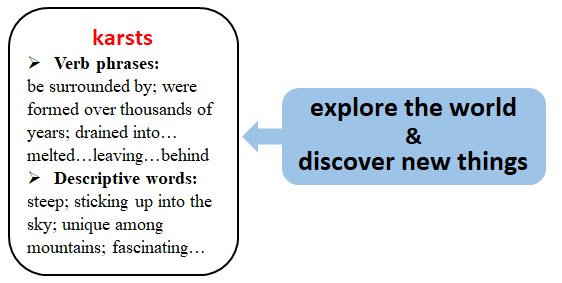 karsts
➢ Verb phrases:
be surrounded by; were
formed over thousands of
years; drained into…
melted…leaving…behind
➢ Descriptive words:
steep; sticking up into the
sky; unique among
mountains; fascinating…
explore the world
&
discover new things